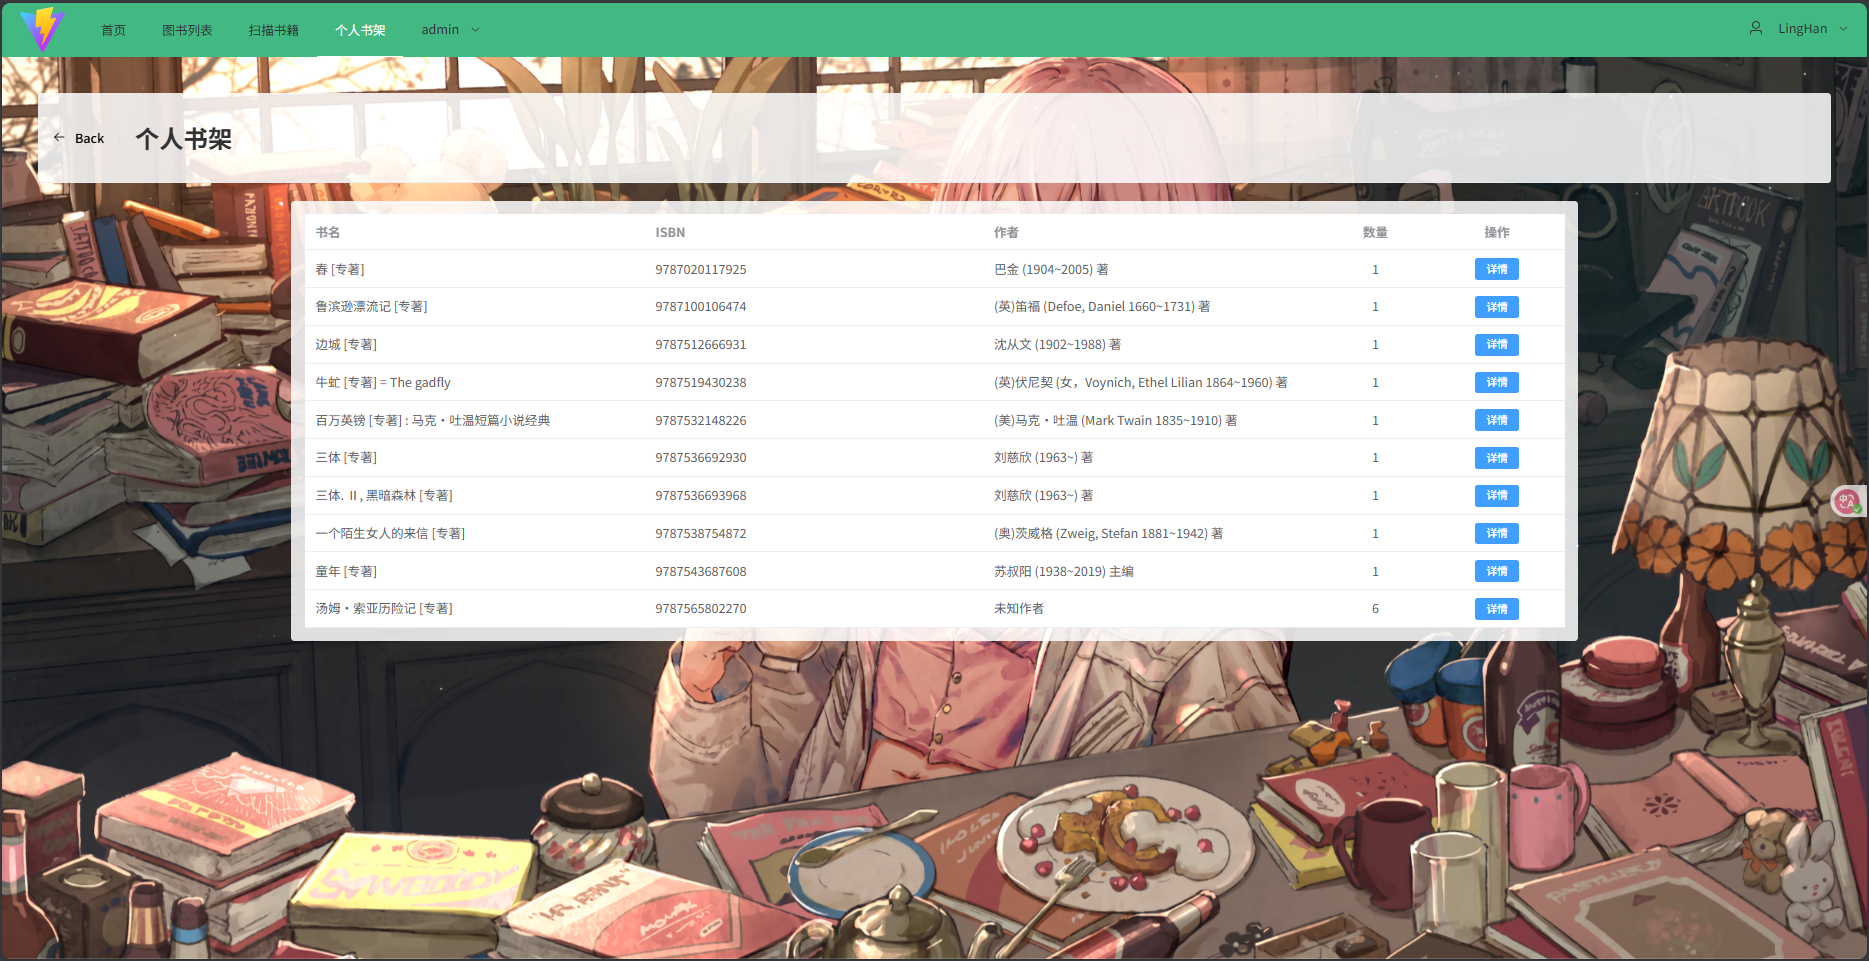 首页 图书列表 扫描书籍 个人书架 admin LingHan
Back 个人书架
书名 ISBN 作者 数量 操作
春 [专著] 9787020117925 巴金 (1904~2005) 著 1 详情
鲁滨逊漂流记 [专著] 9787100106474 (英)笛福 (Defoe, Daniel 1660~1731) 著 1 详情
边城 [专著] 9787512666931 沈从文 (1902~1988) 著 1 详情
牛虻 [专著] = The gadfly 9787519430238 (英)伏尼契 (女，Voynich, Ethel Lilian 1864~1960) 著 1 详情
百万英镑 [专著] : 马克·吐温短篇小说经典 9787532148226 (美)马克·吐温 (Mark Twain 1835~1910) 著 1 详情
三体 [专著] 9787536692930 刘慈欣 (1963~) 著 1 详情
三体. Ⅱ, 黑暗森林 [专著] 9787536693968 刘慈欣 (1963~) 著 1 详情
一个陌生女人的来信 [专著] 9787538754872 (奥)茨威格 (Zweig, Stefan 1881~1942) 著 1 详情
童年 [专著] 9787543687608 苏叔阳 (1938~2019) 主编 1 详情
汤姆·索亚历险记 [专著] 9787565802270 未知作者 6 详情
ARTBOOK